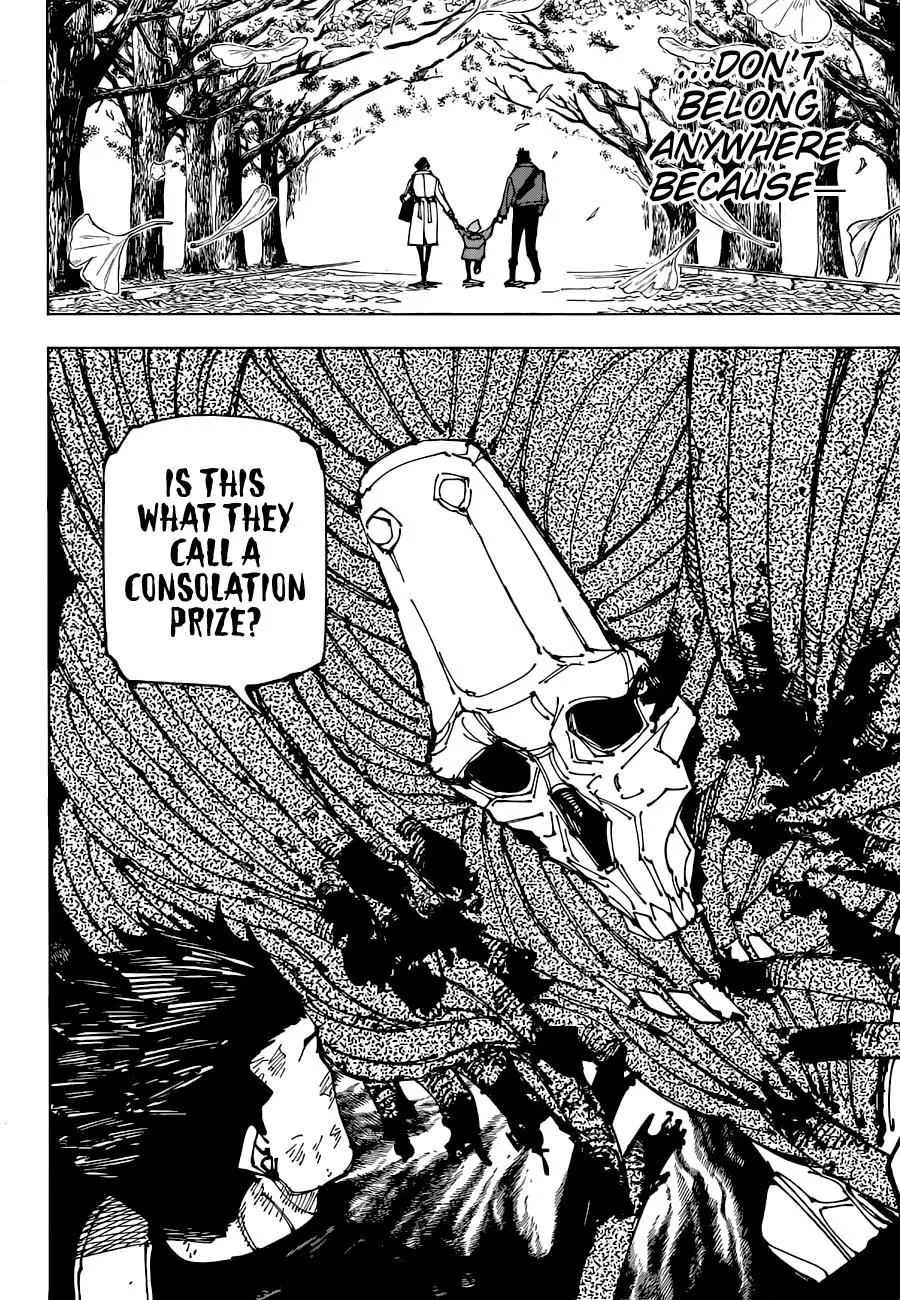 ...DON'T
BELONG
ANYWHERE
BECAUSE—
IS THIS
WHAT THEY
CALL A
CONSOLATION
PRIZE?